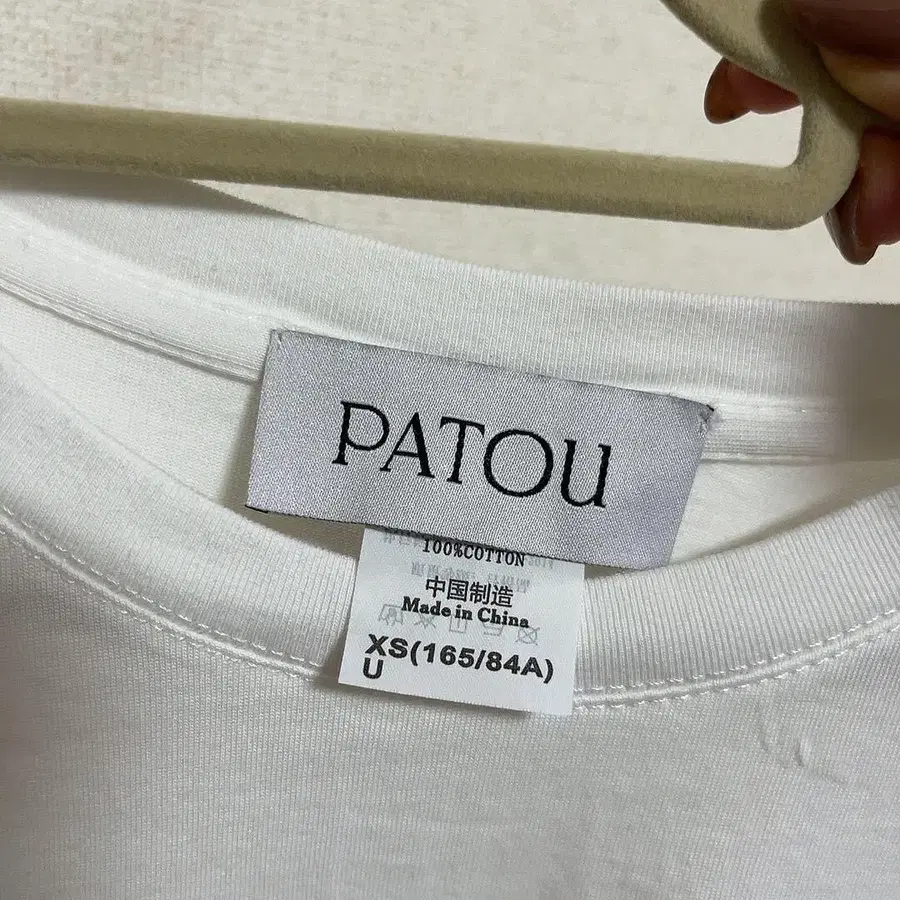 PATOU
100%COTTON
中国制造
Made in China
XS(165/84A)
U